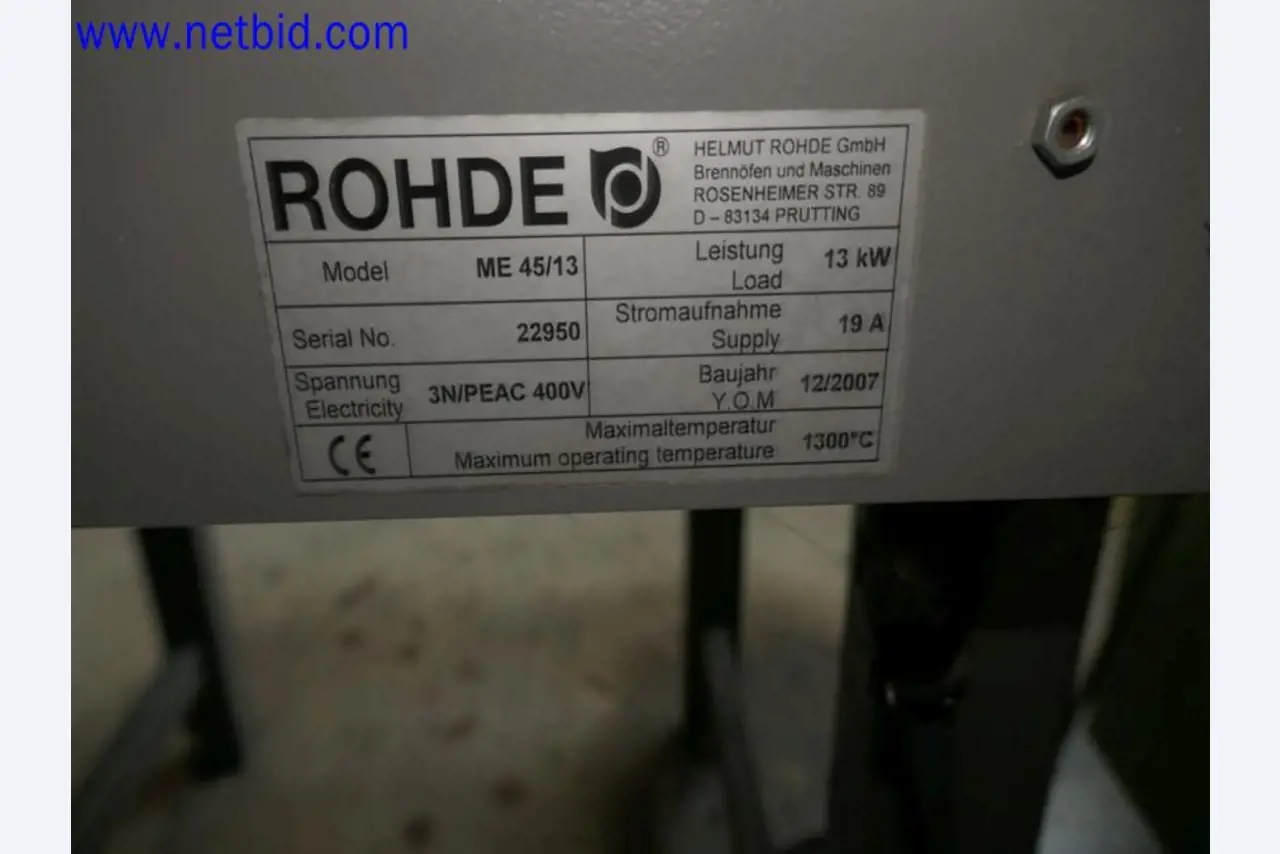 www.netbid.com
ROHDE ®
HELMUT ROHDE GmbH
Brennöfen und Maschinen
ROSENHEIMER STR. 89
D – 83134 PRUTTING
Model ME 45/13
Leistung
Load
13 kW
Serial No. 22950
Stromaufnahme
Supply
19 A
Spannung
Electricity
3N/PEAC 400V
Baujahr
Y.O.M
12/2007
CE
Maximaltemperatur
Maximum operating temperature
1300°C